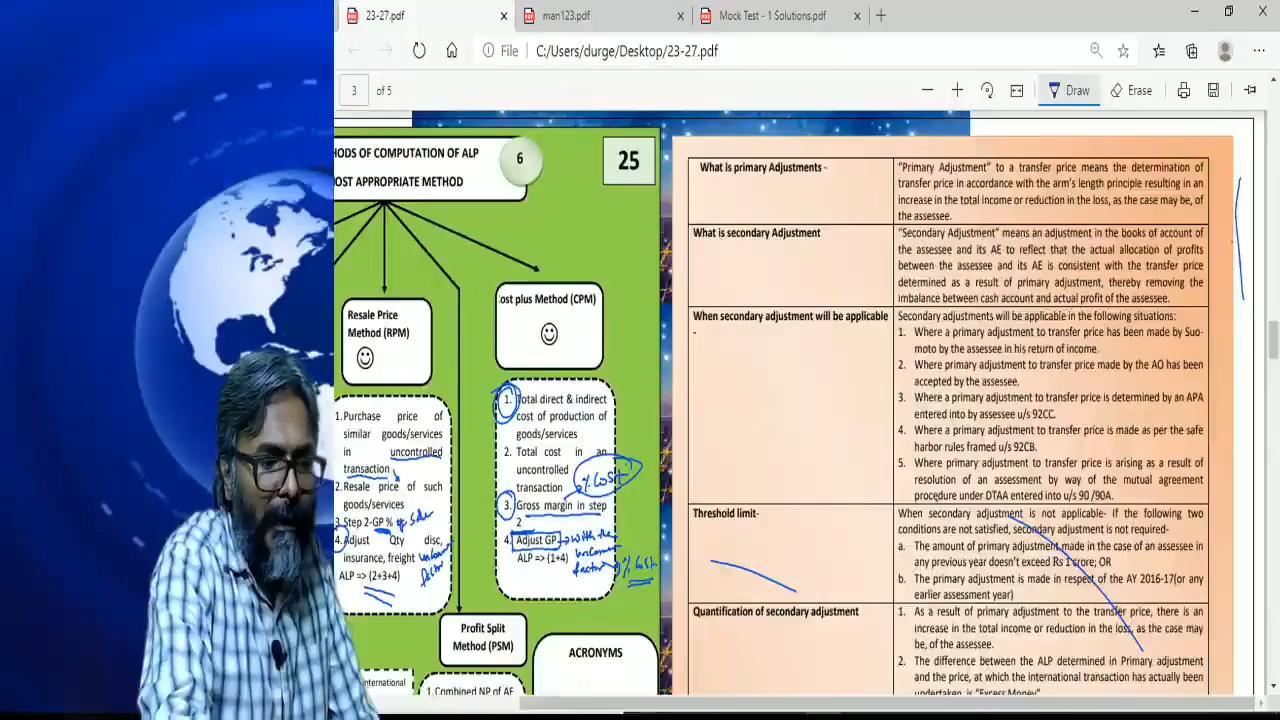 23-27.pdf
man123.pdf
Mock Test - 1 Solutions.pdf
File
C:/Users/durge/Desktop/23-27.pdf
3 of 5
Draw
Erase
HODS OF COMPUTATION OF ALP
OST APPROPRIATE METHOD
6
25
Resale Price
Method (RPM)
ost plus Method (CPM)
1. Purchase price of
similar goods/services
in uncontrolled
transaction
2. Resale price of such
goods/services
3. Step 2-GP % of Sale
4. Adjust Qty disc,
insurance, freight
ALP => (2+3+4)
1. Total direct & indirect
cost of production of
goods/services
2. Total cost in an
uncontrolled
transaction
% Cost
3. Gross margin in step
2
4. Adjust GP with the
ALP => (1+4)
factor % Cost
Profit Split
Method (PSM)
ACRONYMS
international
1. Combined NP of AE
What is primary Adjustments -
"Primary Adjustment" to a transfer price means the determination of
transfer price in accordance with the arm's length principle resulting in an
increase in the total income or reduction in the loss, as the case may be, of
the assessee.
What is secondary Adjustment
"Secondary Adjustment" means an adjustment in the books of account of
the assessee and its AE to reflect that the actual allocation of profits
between the assessee and its AE is consistent with the transfer price
determined as a result of primary adjustment, thereby removing the
imbalance between cash account and actual profit of the assessee.
When secondary adjustment will be applicable
-
Secondary adjustments will be applicable in the following situations:
1. Where a primary adjustment to transfer price has been made by Suo-
moto by the assessee in his return of income.
2. Where primary adjustment to transfer price made by the AO has been
accepted by the assessee.
3. Where a primary adjustment to transfer price is determined by an APA
entered into by assessee u/s 92CC.
4. Where a primary adjustment to transfer price is made as per the safe
harbor rules framed u/s 92CB.
5. Where primary adjustment to transfer price is arising as a result of
resolution of an assessment by way of the mutual agreement
procedure under DTAA entered into u/s 90 /90A.
Threshold limit-
When secondary adjustment is not applicable- If the following two
conditions are not satisfied, secondary adjustment is not required-
a. The amount of primary adjustment made in the case of an assessee in
any previous year doesn't exceed Rs 1 crore; OR
b. The primary adjustment is made in respect of the AY 2016-17(or any
earlier assessment year)
Quantification of secondary adjustment
1. As a result of primary adjustment to the transfer price, there is an
increase in the total income or reduction in the loss, as the case may
be, of the assessee.
2. The difference between the ALP determined in Primary adjustment
and the price, at which the international transaction has actually been
undertaken, is "Excess Money"